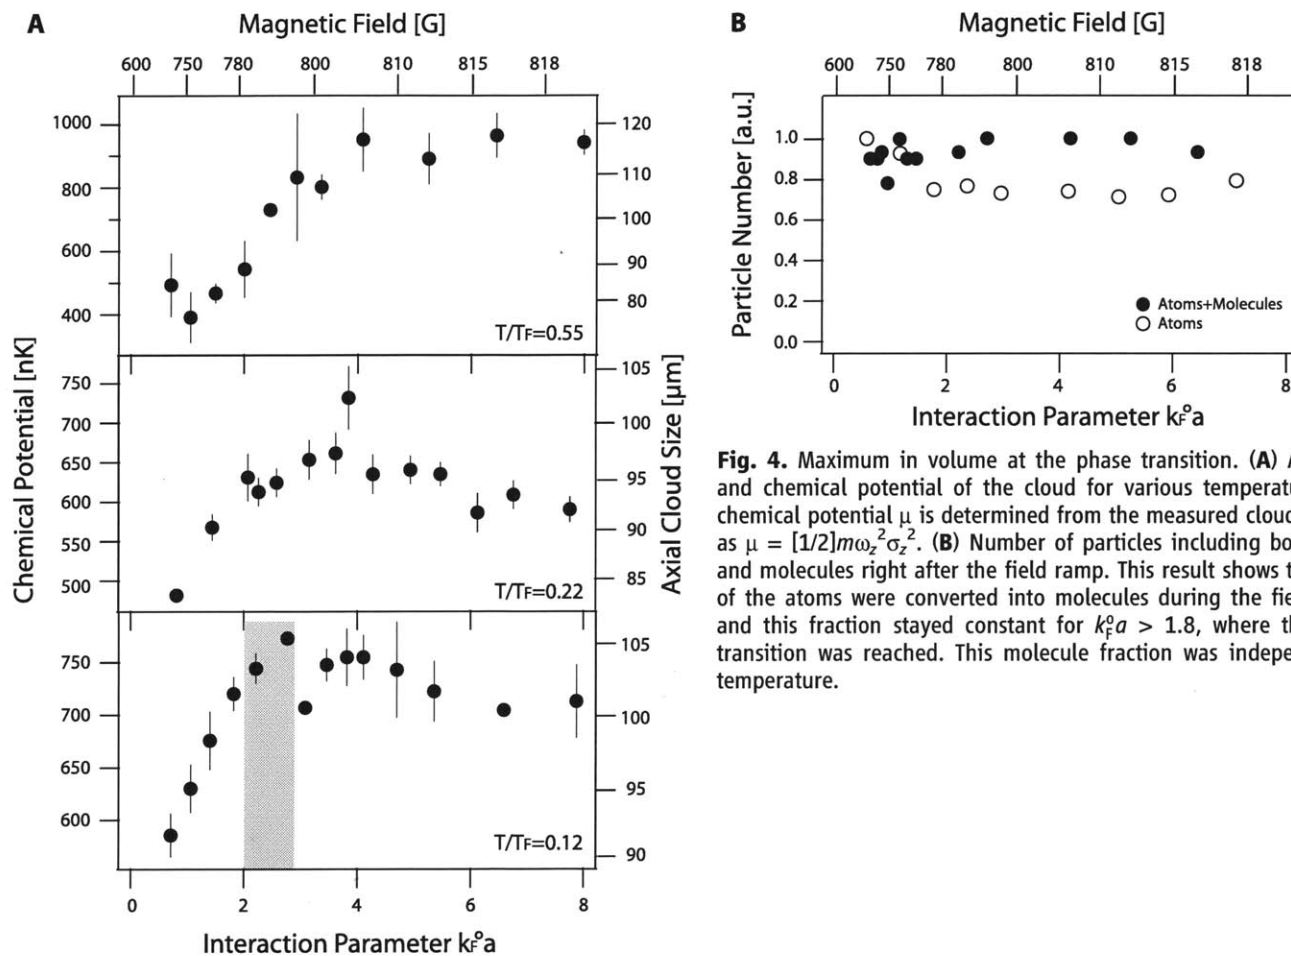 A
Magnetic Field [G]
600 750 780 800 810 815 818
Chemical Potential [nK]
1000
800
600
400
120
110
100
90
80
T/TF=0.55
750
700
650
600
550
500
105
100
95
90
85
T/TF=0.22
Axial Cloud Size [µm]
750
700
650
600
105
100
95
90
T/TF=0.12
0 2 4 6 8
Interaction Parameter kF°a
B
Magnetic Field [G]
600 750 780 800 810 815 818
Particle Number [a.u.]
1.0
0.8
0.6
0.4
0.2
0.0
Atoms+Molecules
Atoms
0 2 4 6 8
Interaction Parameter kF°a
Fig. 4. Maximum in volume at the phase transition. (A)
and chemical potential of the cloud for various
chemical potential μ is determined from the measured cloud
as μ = [1/2]mωz²σz². (B) Number of particles including
and molecules right after the field ramp. This result shows
of the atoms were converted into molecules during the
and this fraction stayed constant for kF°a > 1.8, where
transition was reached. This molecule fraction was
temperature.